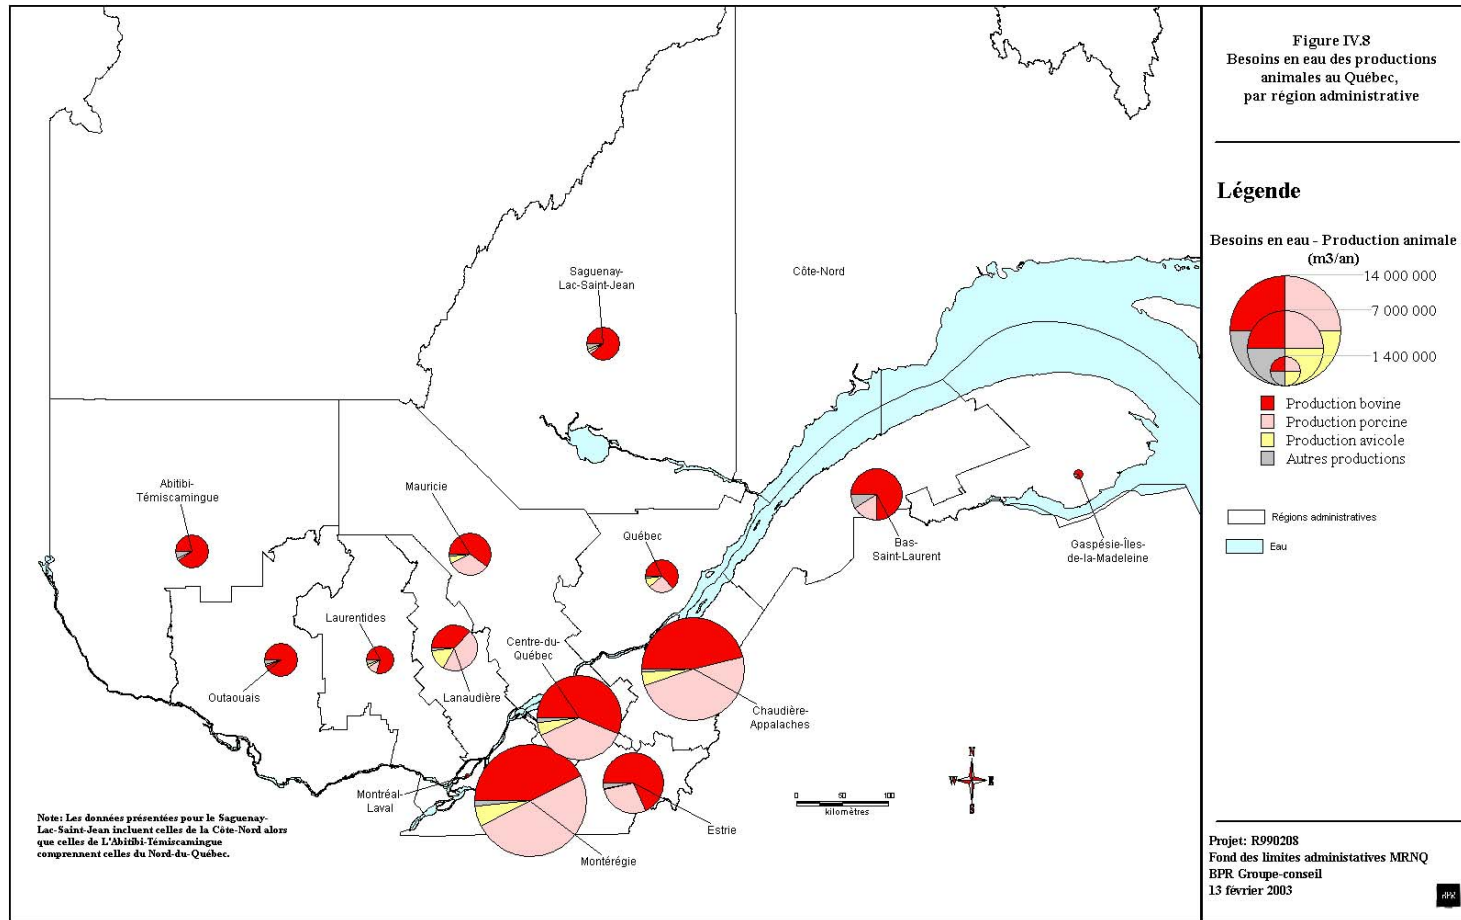 Figure IV.8
Besoins en eau des productions
animales au Québec,
par région administrative
Légende
Besoins en eau - Production animale
(m3/an)
14 000 000
7 000 000
1 400 000
Production bovine
Production porcine
Production avicole
Autres productions
Régions administratives
Eau
Saguenay-
Lac-Saint-Jean
Côte-Nord
Abitibi-
Témiscamingue
Mauricie
Québec
Bas-
Saint-Laurent
Gaspésie-Îles-
de-la-Madeleine
Laurentides
Centre-du-
Québec
Outaouais
Lanaudière
Chaudière-
Appalaches
Montréal-
Laval
Estrie
Montérégie
N
W E
S
0 50 100
kilomètres
Note: Les données présentées pour le Saguenay-
Lac-Saint-Jean incluent celles de la Côte-Nord alors
que celles de L'Abitibi-Témiscamingue
comprennent celles du Nord-du-Québec.
Projet: R990208
Fond des limites administatives MRNQ
BPR Groupe-conseil
13 février 2003